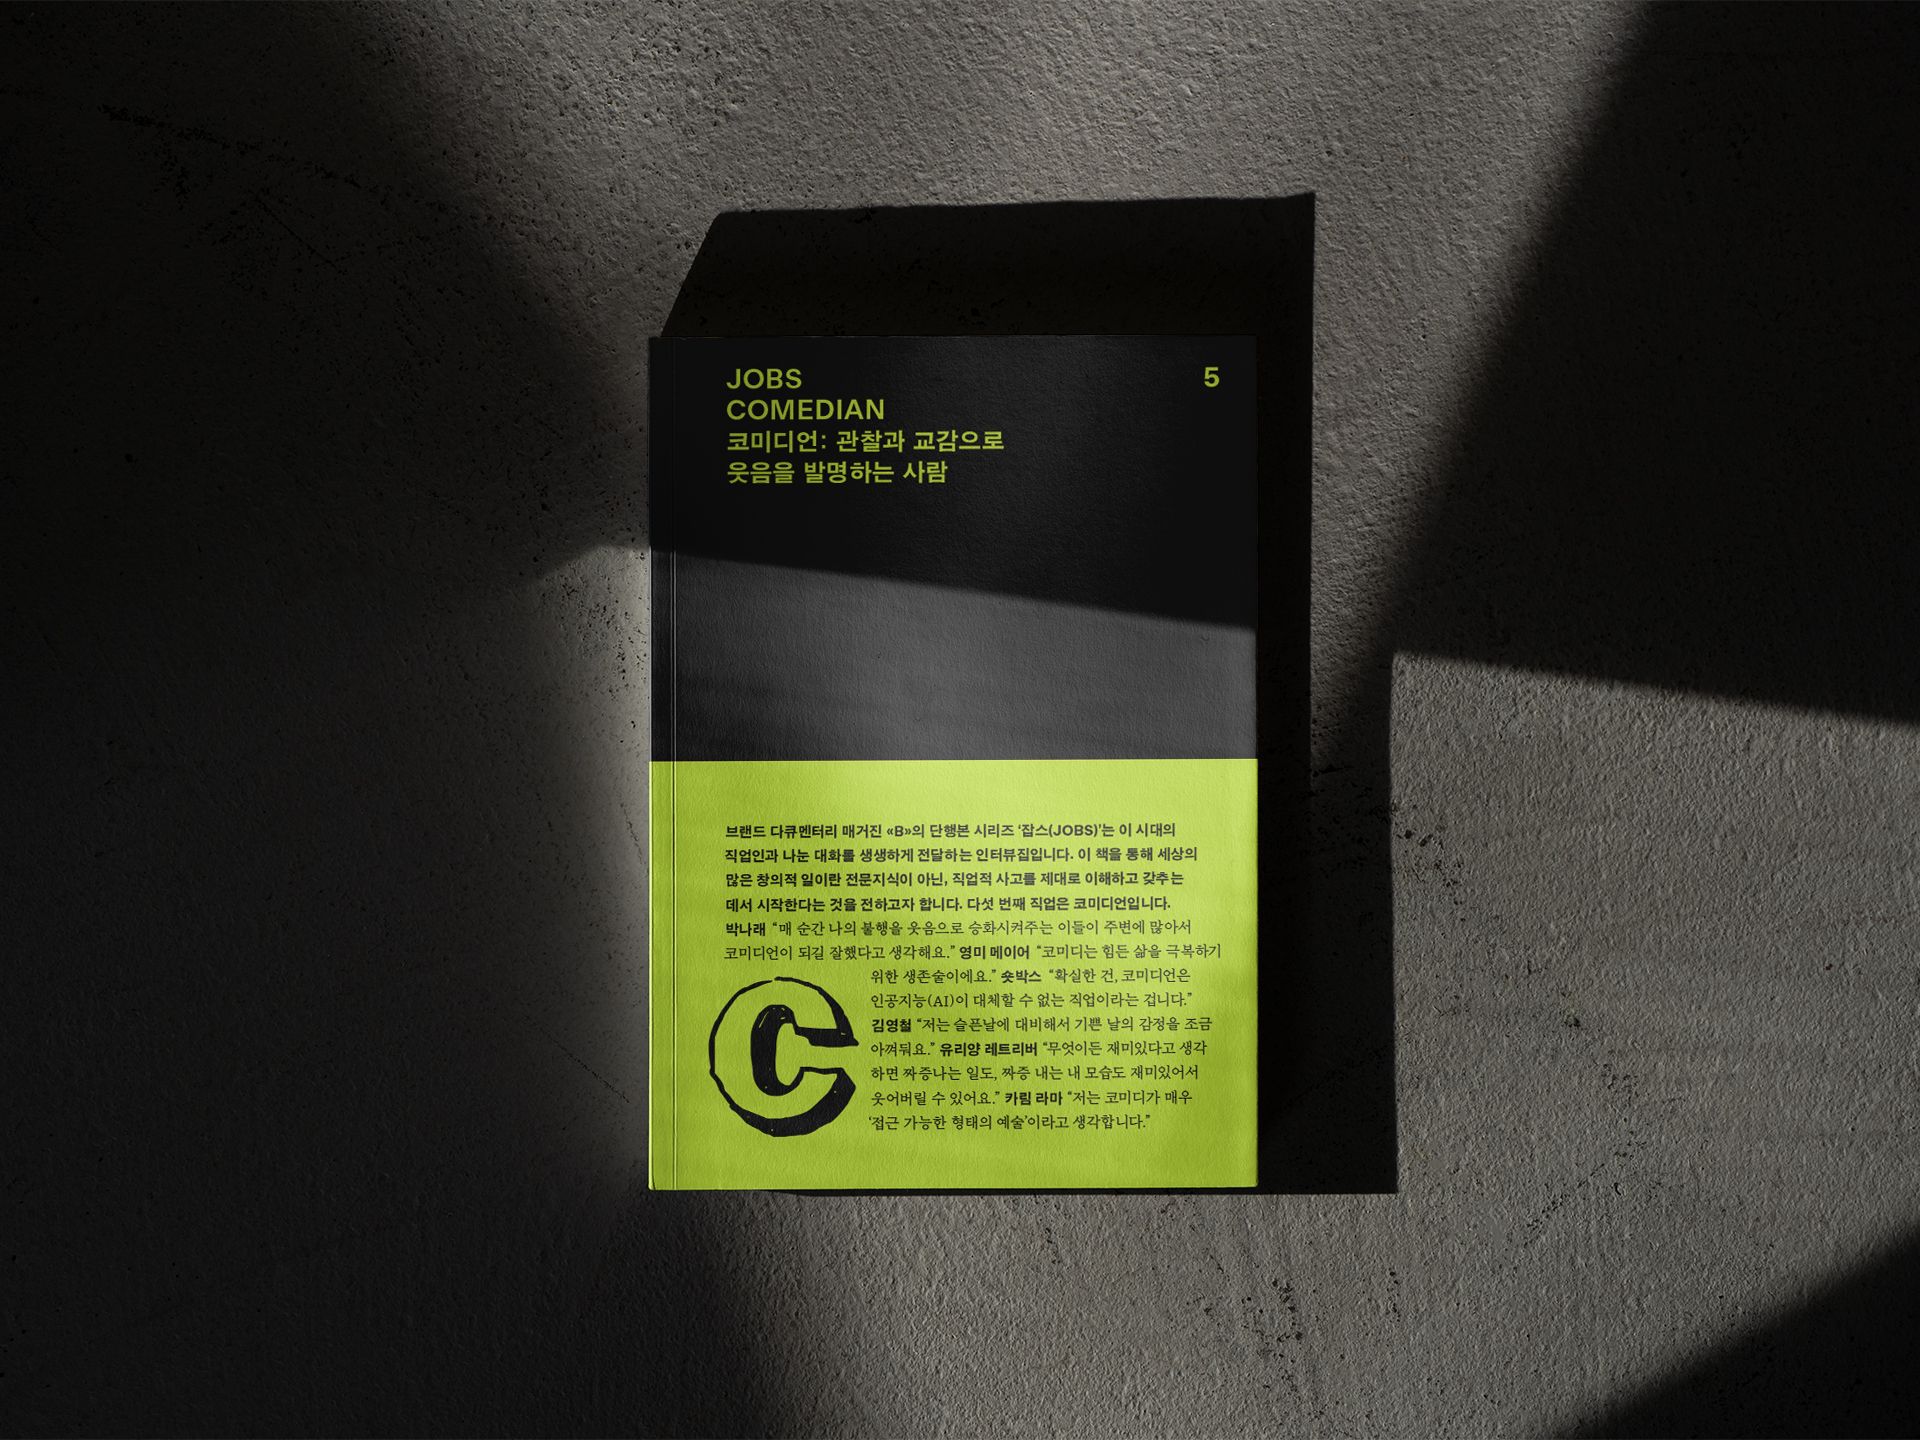 JOBS
5
COMEDIAN
코미디언: 관찰과 교감으로
웃음을 발명하는 사람
브랜드 다큐멘터리 매거진 «B»의 단행본 시리즈 ‘잡스(JOBS)’는 이 시대의
직업인과 나눈 대화를 생생하게 전달하는 인터뷰집입니다. 이 책을 통해 세상의
많은 창의적 일이란 전문지식이 아닌, 직업적 사고를 제대로 이해하고 갖추는
데서 시작한다는 것을 전하고자 합니다. 다섯 번째 직업은 코미디언입니다.
박나래 “매 순간 나의 불행을 웃음으로 승화시켜주는 이들이 주변에 많아서
코미디언이 되길 잘했다고 생각해요.” 영미 메이어 “코미디는 힘든 삶을 극복하기
위한 생존술이에요.” 숏박스 “확실한 건, 코미디언은
인공지능(AI)이 대체할 수 없는 직업이라는 겁니다.”
김영철 “저는 슬픈날에 대비해서 기쁜 날의 감정을 조금
아껴둬요.” 유리양 레트리버 “무엇이든 재미있다고 생각
하면 짜증나는 일도, 짜증 내는 내 모습도 재미있어서
웃어버릴 수 있어요.” 카림 라마 “저는 코미디가 매우
‘접근 가능한 형태의 예술’이라고 생각합니다.”
C